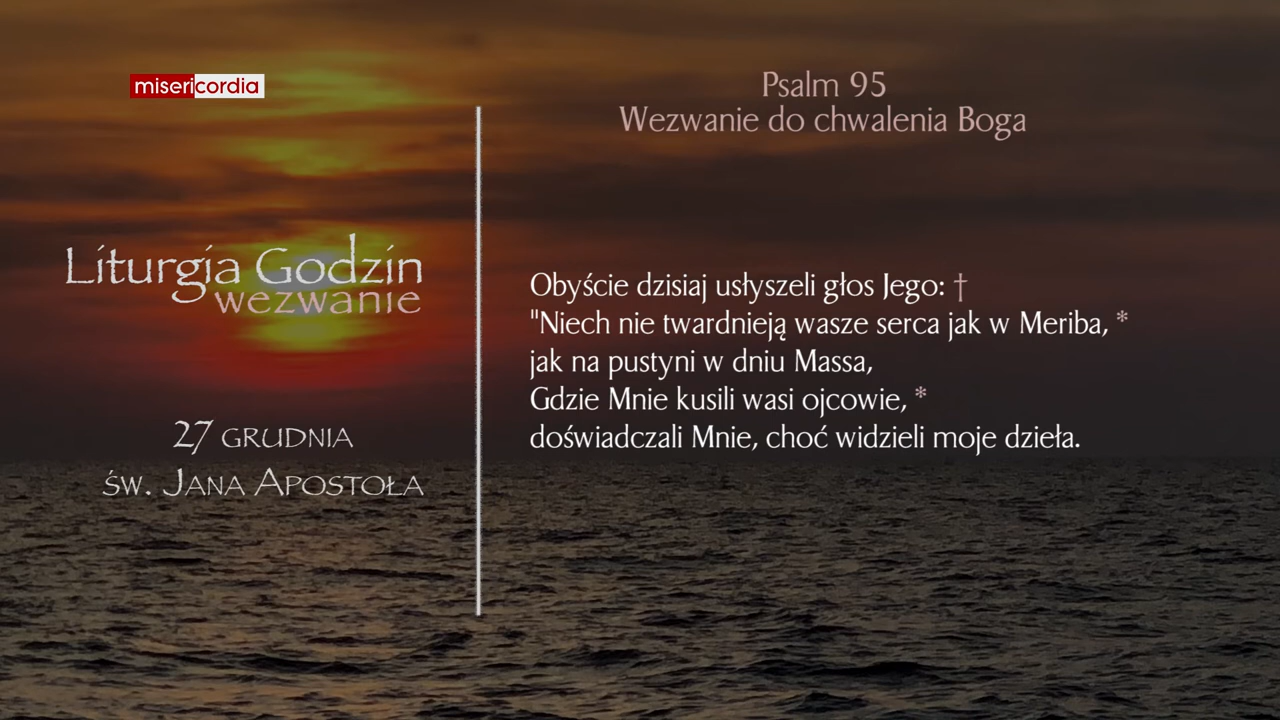 misericordia
Liturgia Godzin
wezwanie
27 grudnia
św. Jana Apostoła
Psalm 95
Wezwanie do chwalenia Boga
Obyście dzisiaj usłyszeli głos Jego: †
"Niech nie twardnieją wasze serca jak w Meriba, *
jak na pustyni w dniu Massa,
Gdzie Mnie kusili wasi ojcowie, *
doświadczali Mnie, choć widzieli moje dzieła.